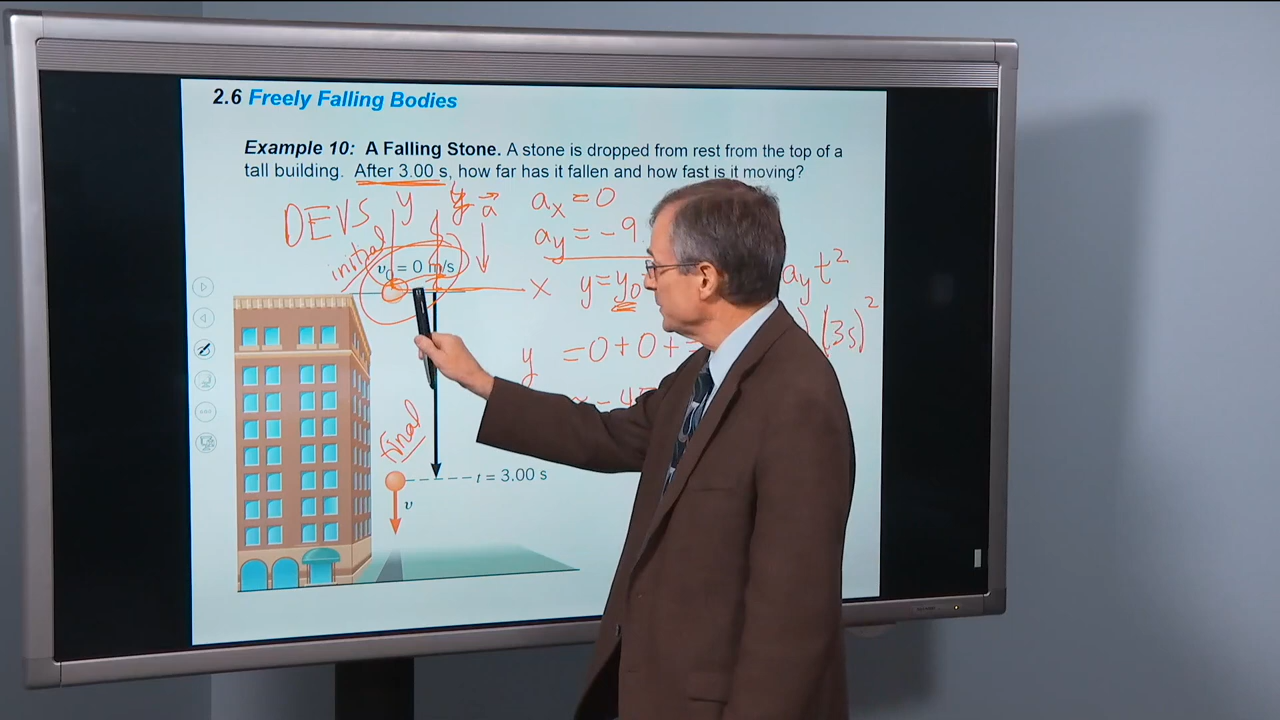 2.6 Freely Falling Bodies
Example 10: A Falling Stone. A stone is dropped from rest from the top of a
tall building. After 3.00 s, how far has it fallen and how fast is it moving?
DEVS y a
aₓ = 0
a_y = -9.
initial
v₀ = 0 m/s
x
y = y₀
a_y t²
y = 0 + 0 +
(3s)²
final
t = 3.00 s
v